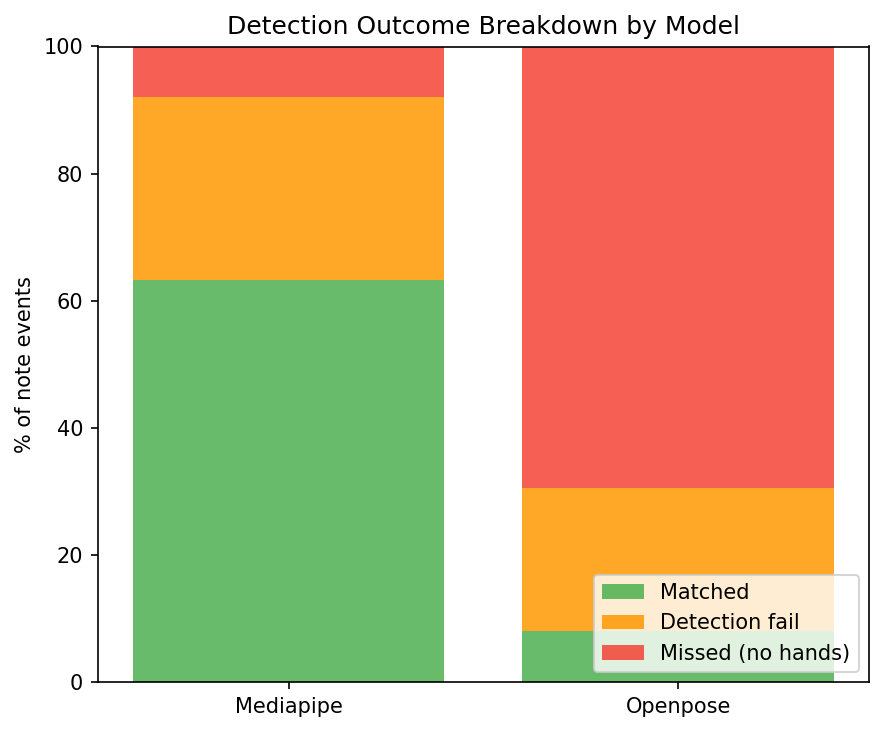 Detection Outcome Breakdown by Model
100
80
60
40
20
0
% of note events
Matched
Detection fail
Missed (no hands)
Mediapipe
Openpose